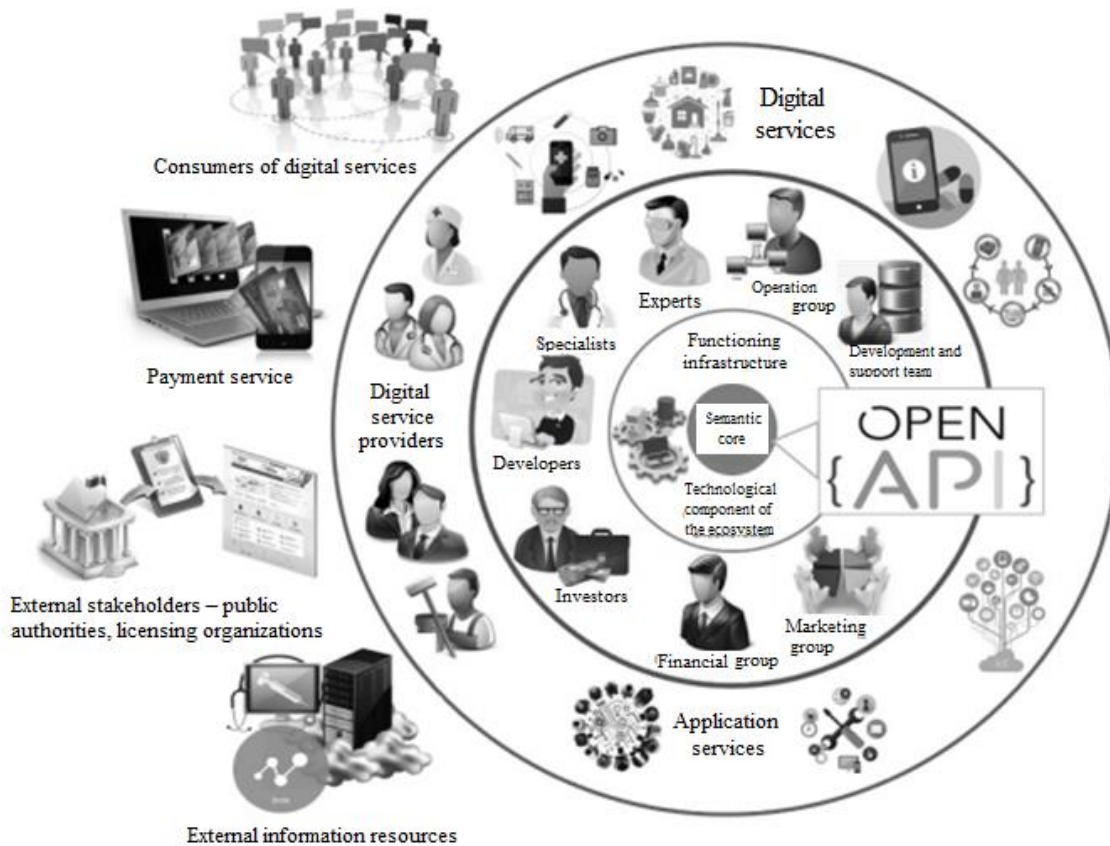 Digital
services
Consumers of digital services
Experts
Operation
group
Specialists
Functioning
infrastructure
Development and
support team
Payment service
Digital
service
providers
Semantic
core
OPEN
{API}
Developers
Technological
component of
the ecosystem
Investors
External stakeholders – public
authorities, licensing organizations
Marketing
group
Financial group
Application
services
External information resources